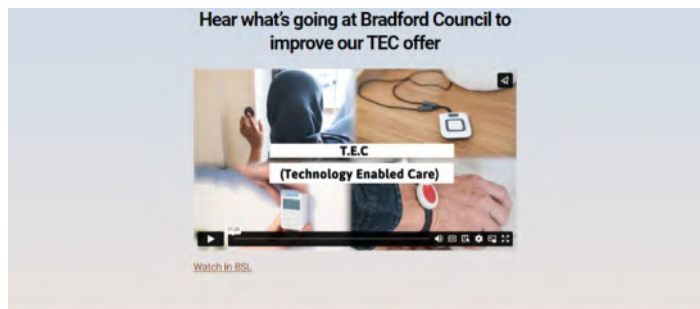 Hear what's going at Bradford Council to
improve our TEC offer
T.E.C
(Technology Enabled Care)
Watch in BSL